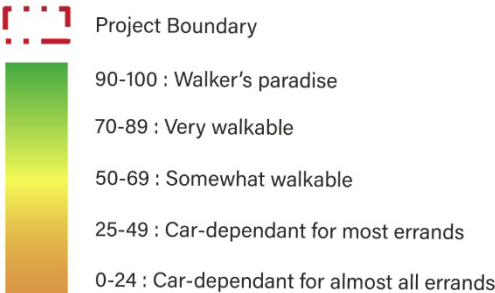 Project Boundary
90-100 : Walker's paradise
70-89 : Very walkable
50-69 : Somewhat walkable
25-49 : Car-dependant for most errands
0-24 : Car-dependant for almost all errands